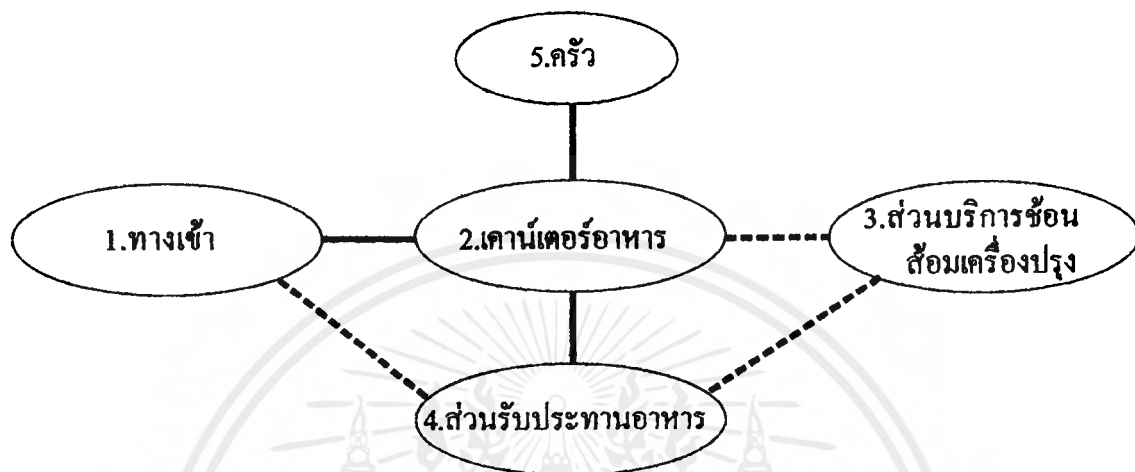 5.ครัว
1.ทางเข้า
2.เคาน์เตอร์อาหาร
3.ส่วนบริการช้อน
ส้อมเครื่องปรุง
4.ส่วนรับประทานอาหาร